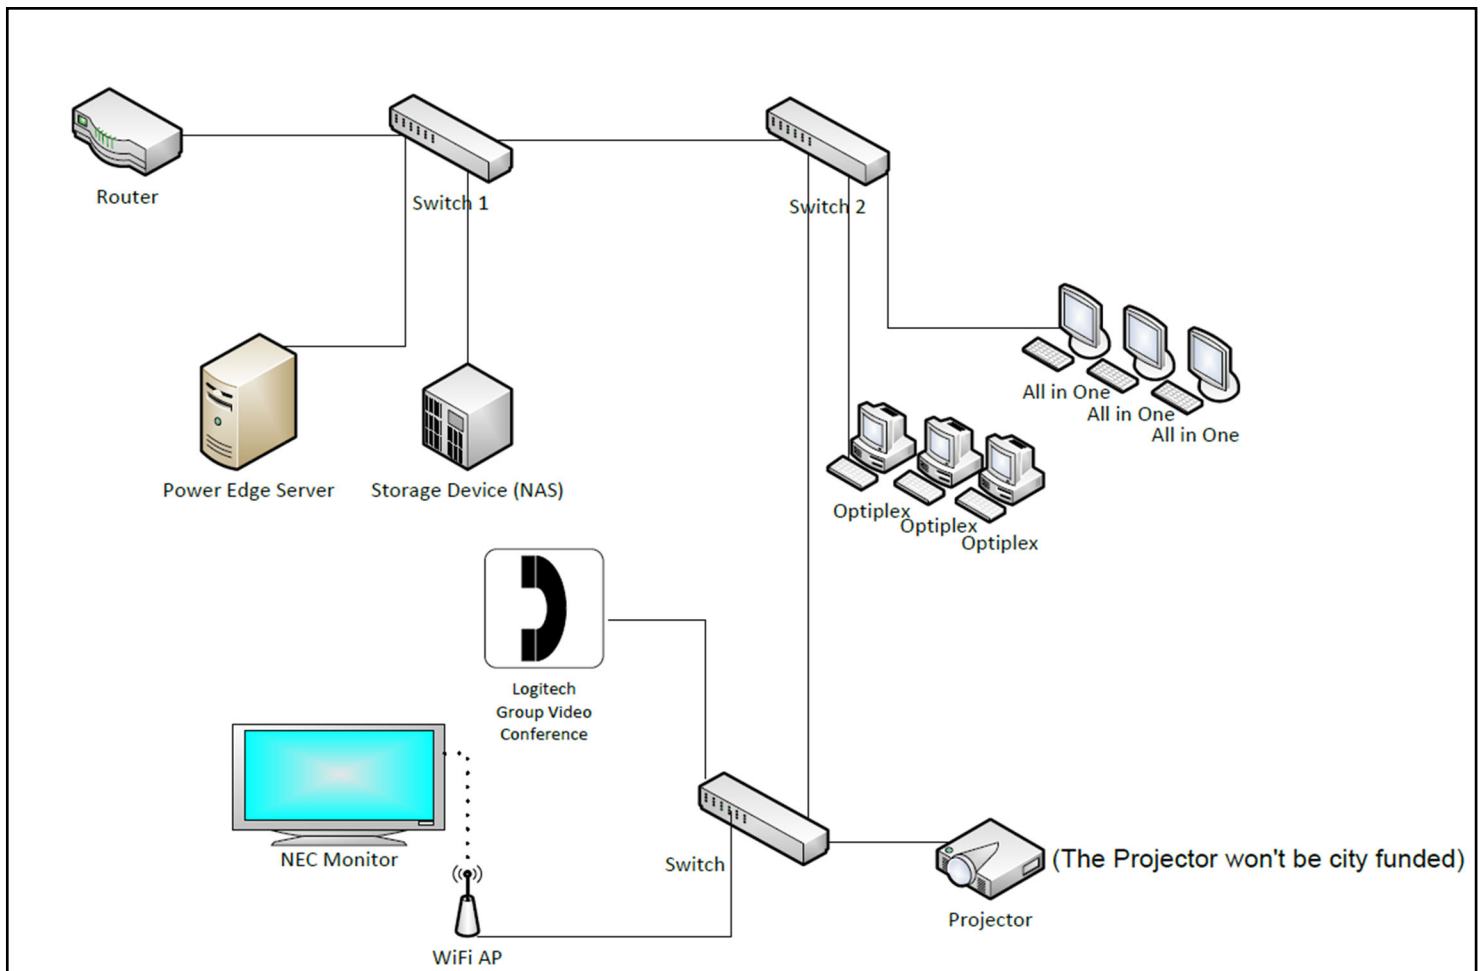 Router
Switch 1
Switch 2
All in One
All in One
All in One
Power Edge Server
Storage Device (NAS)
Optiplex
Optiplex
Optiplex
Logitech
Group Video
Conference
NEC Monitor
Switch
(The Projector won't be city funded)
Projector
WiFi AP